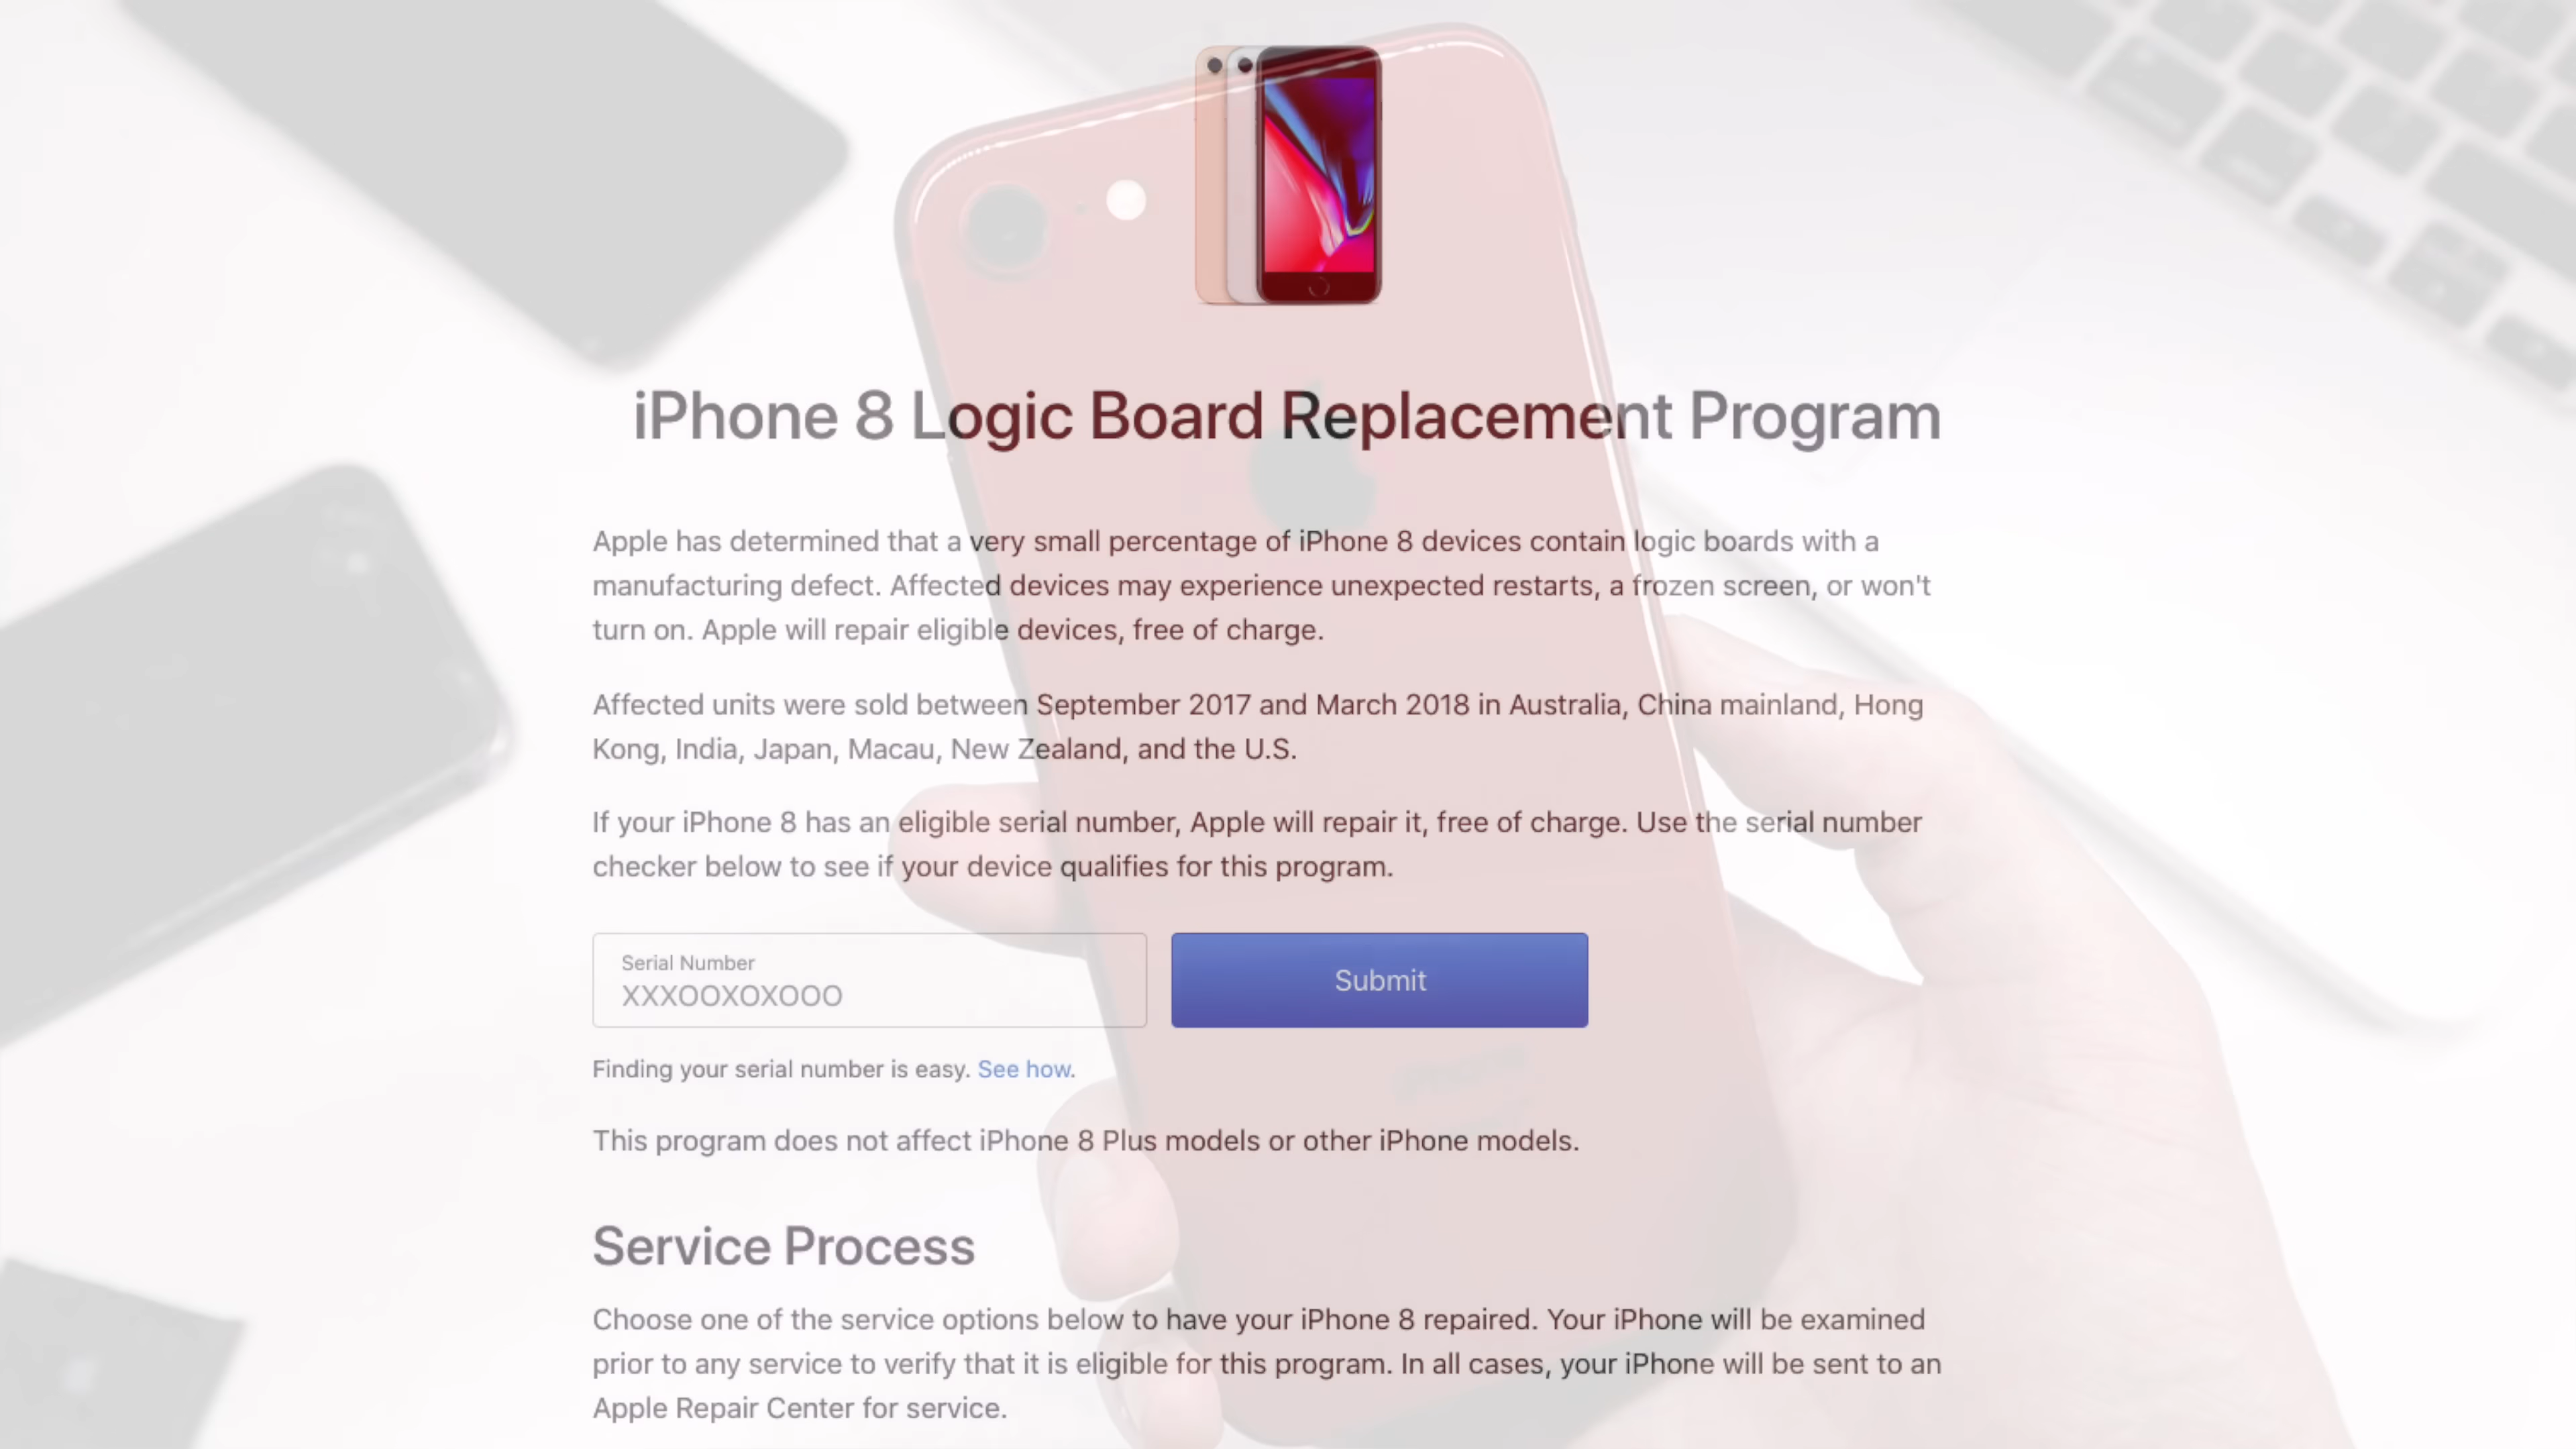 iPhone 8 Logic Board Replacement Program
Apple has determined that a very small percentage of iPhone 8 devices contain logic boards with a
manufacturing defect. Affected devices may experience unexpected restarts, a frozen screen, or won't
turn on. Apple will repair eligible devices, free of charge.
Affected units were sold between September 2017 and March 2018 in Australia, China mainland, Hong
Kong, India, Japan, Macau, New Zealand, and the U.S.
If your iPhone 8 has an eligible serial number, Apple will repair it, free of charge. Use the serial number
checker below to see if your device qualifies for this program.
Serial Number
XXXOOXOXOOO
Submit
Finding your serial number is easy. See how.
This program does not affect iPhone 8 Plus models or other iPhone models.
Service Process
Choose one of the service options below to have your iPhone 8 repaired. Your iPhone will be examined
prior to any service to verify that it is eligible for this program. In all cases, your iPhone will be sent to an
Apple Repair Center for service.